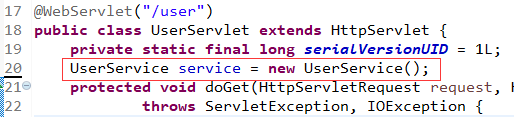 17 @WebServlet("/user")
18 public class UserServlet extends HttpServlet {
19 private static final long serialVersionUID = 1L;
20 UserService service = new UserService();
21 protected void doGet(HttpServletRequest request, H
22 throws ServletException, IOException {